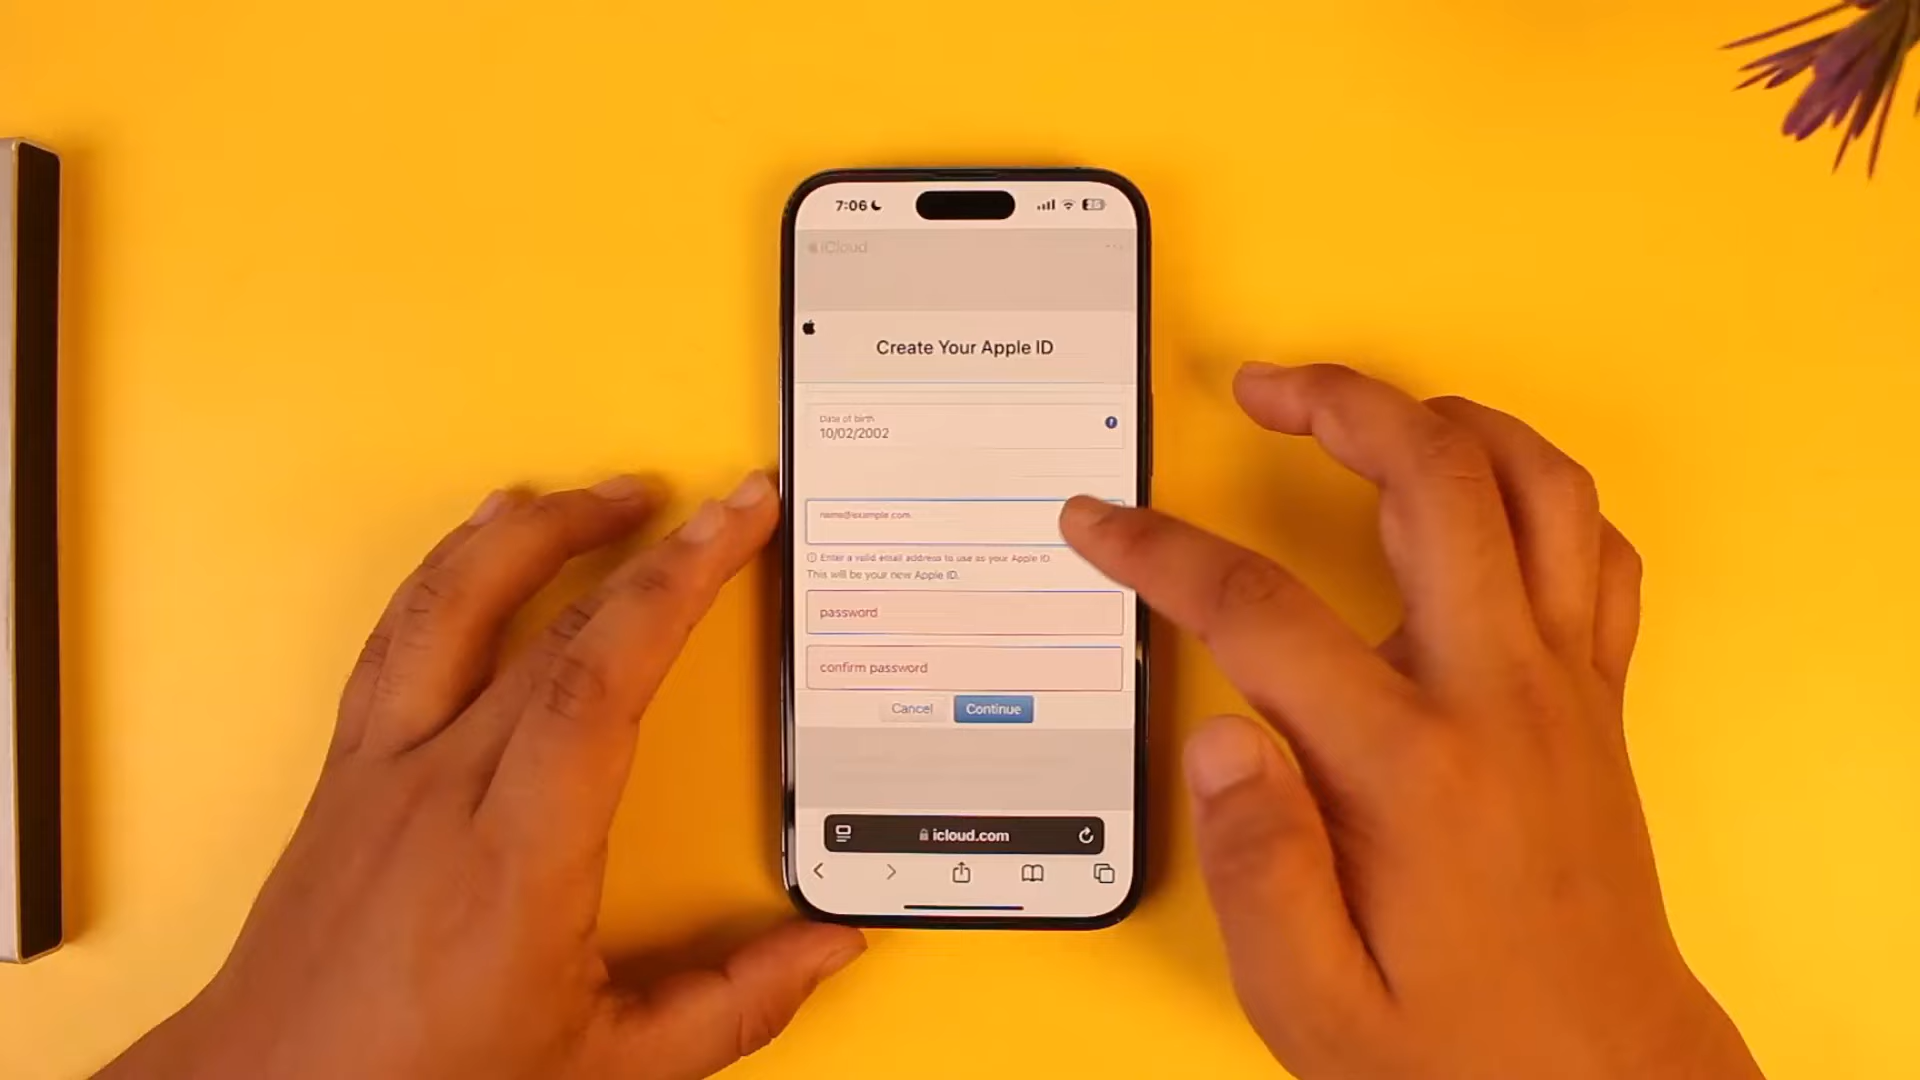 7:06
iCloud
Create Your Apple ID
Date of birth
10/02/2002
name@example.com
Enter a valid email address to use as your Apple ID.
This will be your new Apple ID.
password
confirm password
Cancel Continue
icloud.com